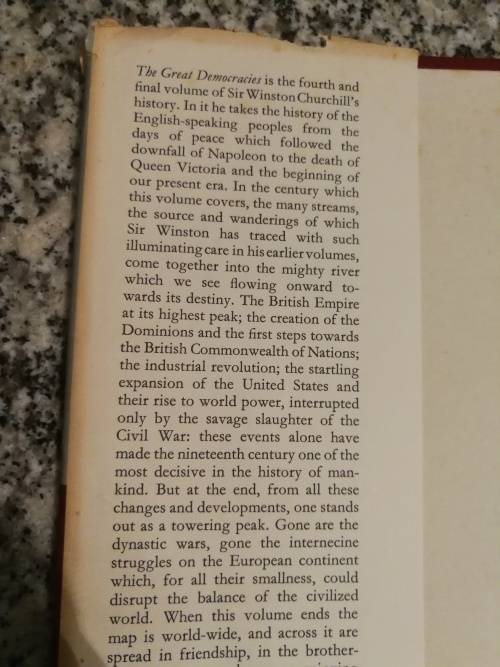 The Great Democracies is the fourth and
final volume of Sir Winston Churchill's
history. In it he takes the history of the
English-speaking peoples from the
days of peace which followed the
downfall of Napoleon to the death of
Queen Victoria and the beginning of
our present era. In the century which
this volume covers, the many streams,
the source and wanderings of which
Sir Winston has traced with such
illuminating care in his earlier volumes,
come together into the mighty river
which we see flowing onward to-
wards its destiny. The British Empire
at its highest peak; the creation of the
Dominions and the first steps towards
the British Commonwealth of Nations;
the industrial revolution; the startling
expansion of the United States and
their rise to world power, interrupted
only by the savage slaughter of the
Civil War: these events alone have
made the nineteenth century one of the
most decisive in the history of man-
kind. But at the end, from all these
changes and developments, one stands
out as a towering peak. Gone are the
dynastic wars, gone the internecine
struggles on the European continent
which, for all their smallness, could
disrupt the balance of the civilized
world. When this volume ends the
map is world-wide, and across it are
spread in friendship, in the brother-